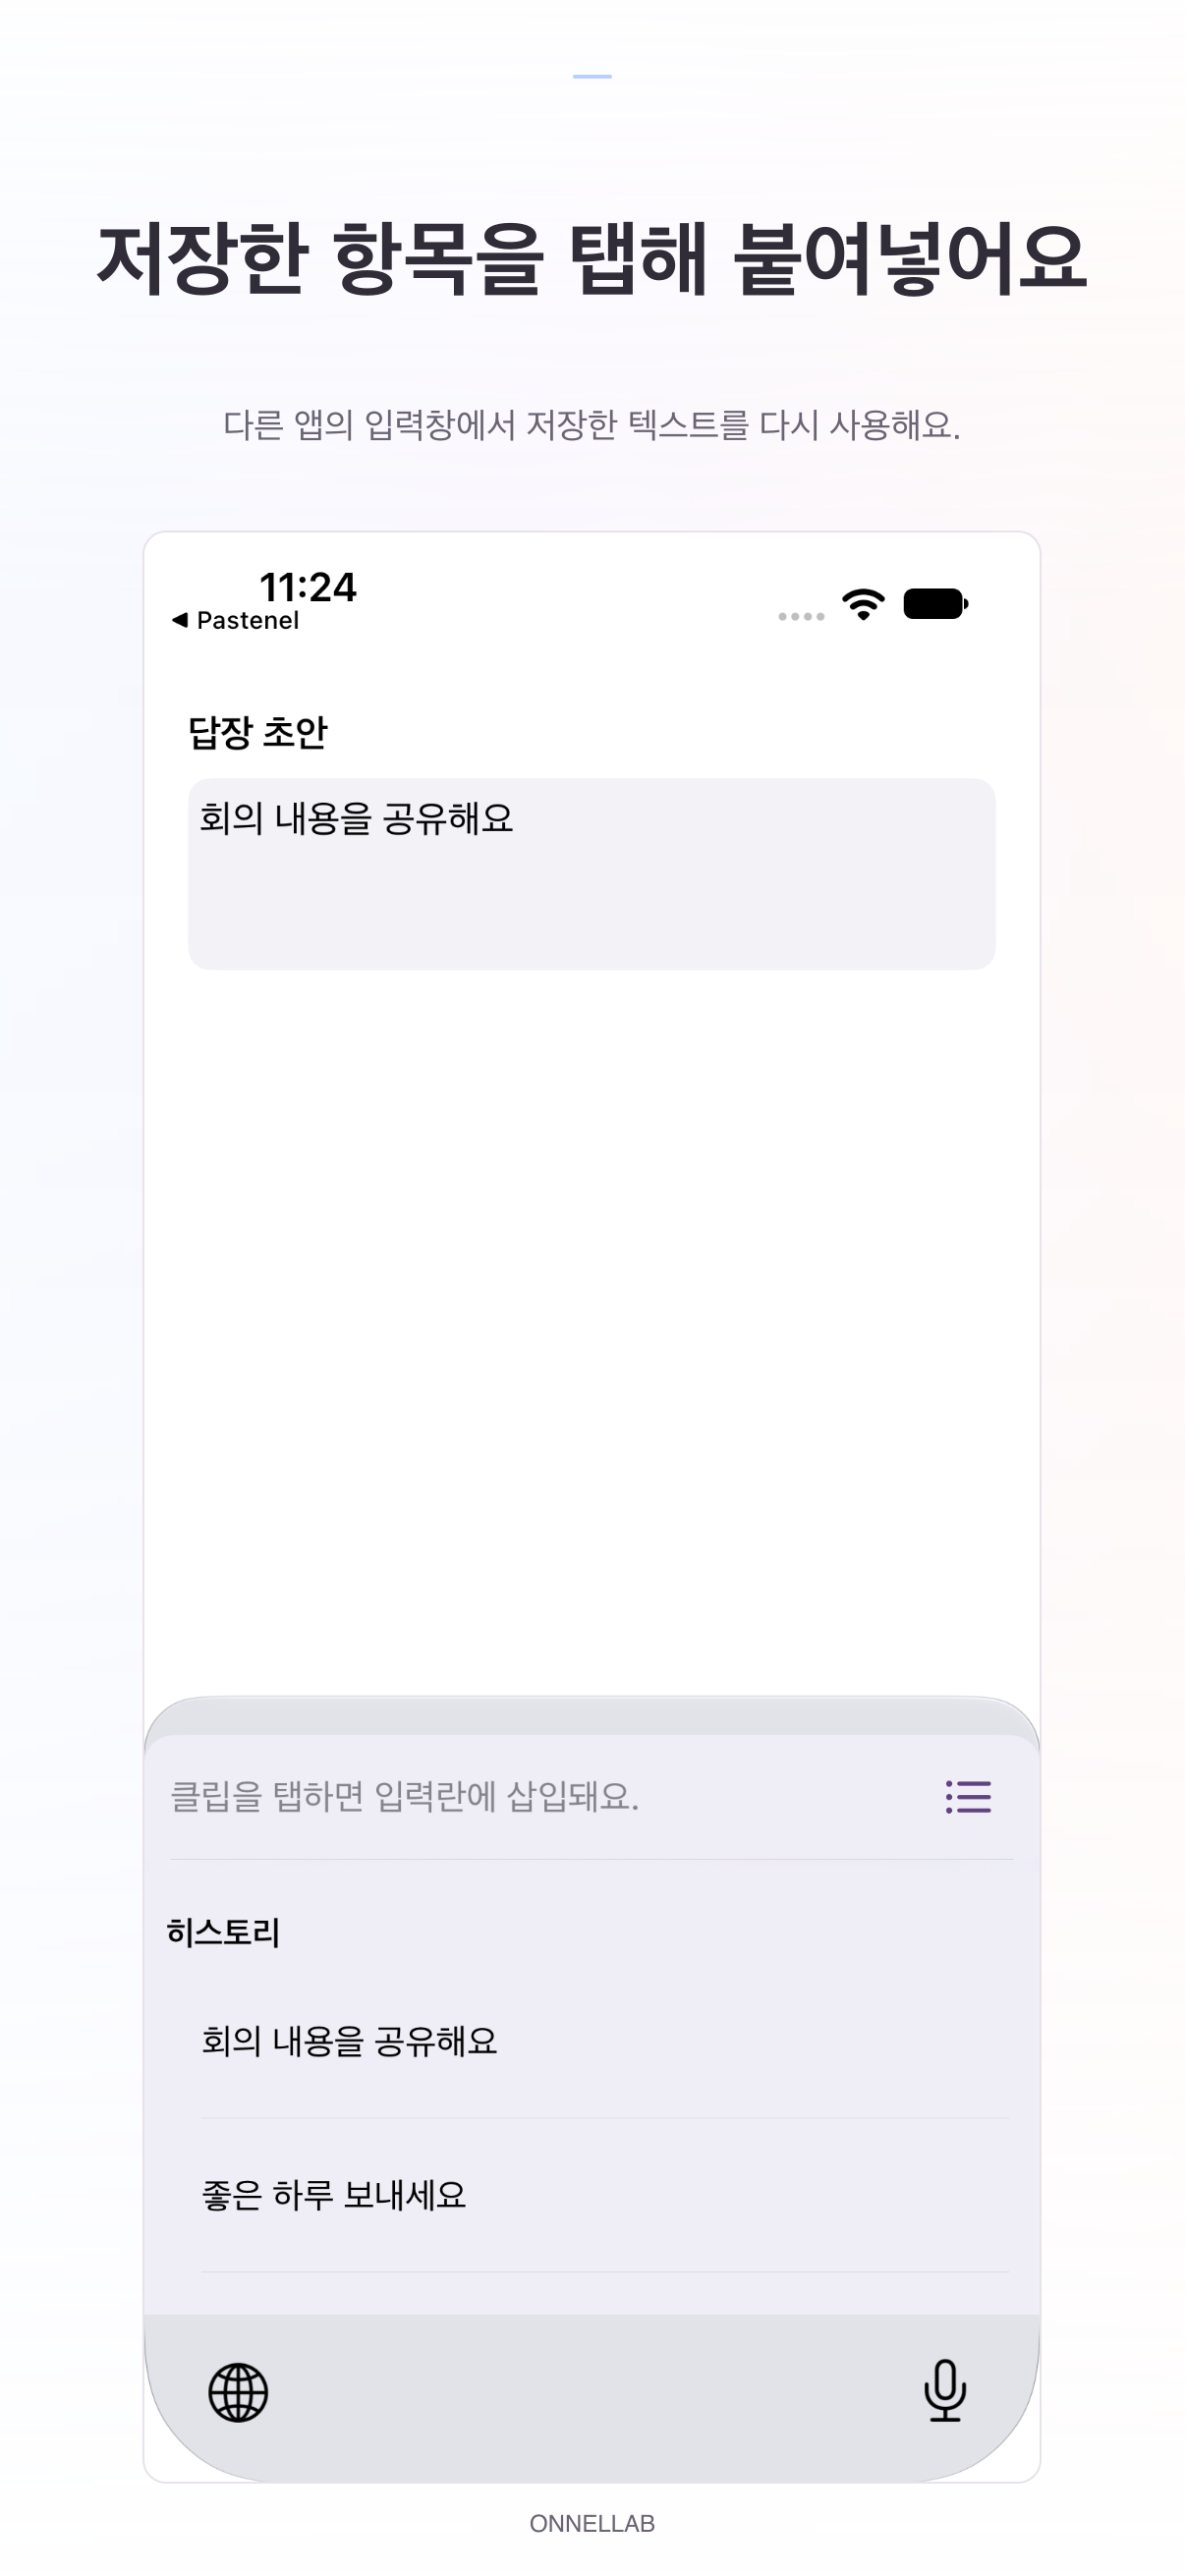 저장한 항목을 탭해 붙여넣어요
다른 앱의 입력창에서 저장한 텍스트를 다시 사용해요.
11:24
◀ Pastenel
답장 초안
회의 내용을 공유해요
클립을 탭하면 입력란에 삽입돼요.
히스토리
회의 내용을 공유해요
좋은 하루 보내세요
ONNELLAB